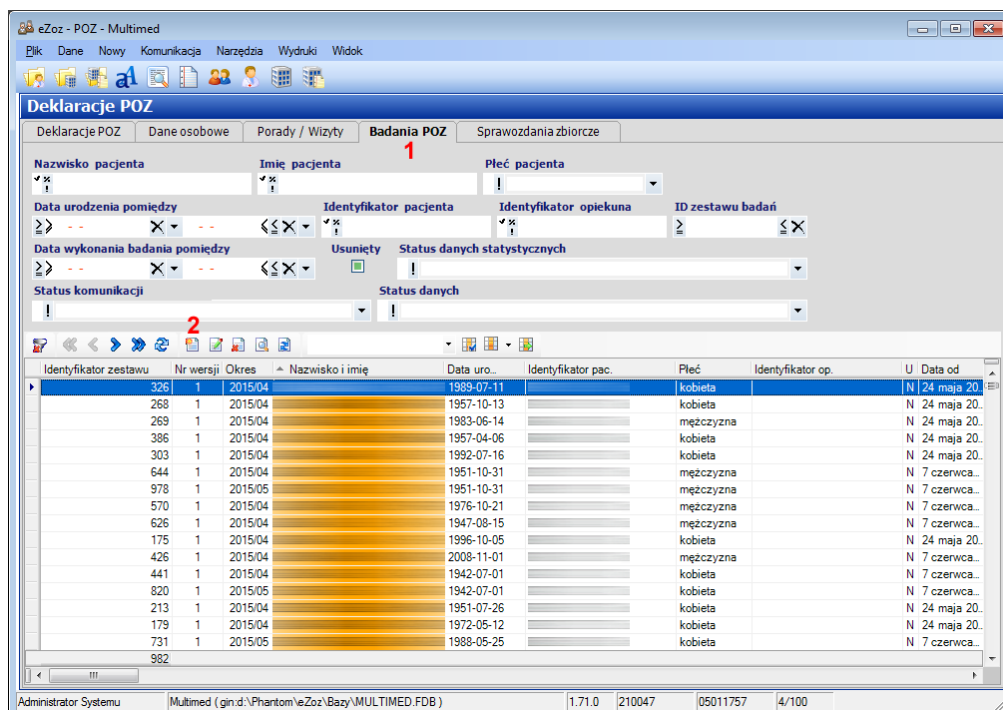 eZoz - POZ - Multimed
Plik Dane Nowy Komunikacja Narzędzia Wydruki Widok
Deklaracje POZ
Deklaracje POZ Dane osobowe Porady / Wizyty Badania POZ Sprawozdania zbiorcze
1
Nazwisko pacjenta Imię pacjenta Płeć pacjenta
Data urodzenia pomiędzy Identyfikator pacjenta Identyfikator opiekuna ID zestawu badań
Data wykonania badania pomiędzy Usunięty Status danych statystycznych
Status komunikacji Status danych
2
Identyfikator zestawu Nr wersji Okres Nazwisko i imię Data uro... Identyfikator pac. Płeć Identyfikator op. U Data od
326 1 2015/04 1989-07-11 kobieta N 24 maja 20..
268 1 2015/04 1957-10-13 kobieta N 24 maja 20..
269 1 2015/04 1983-06-14 mężczyzna N 24 maja 20..
386 1 2015/04 1957-04-06 kobieta N 24 maja 20..
303 1 2015/04 1992-07-16 kobieta N 24 maja 20..
644 1 2015/04 1951-10-31 mężczyzna N 7 czerwca...
978 1 2015/05 1951-10-31 mężczyzna N 7 czerwca...
570 1 2015/04 1976-10-21 mężczyzna N 7 czerwca...
626 1 2015/04 1947-08-15 mężczyzna N 7 czerwca...
175 1 2015/04 1996-10-05 kobieta N 24 maja 20..
426 1 2015/04 2008-11-01 mężczyzna N 7 czerwca...
441 1 2015/04 1942-07-01 kobieta N 7 czerwca...
820 1 2015/05 1942-07-01 kobieta N 7 czerwca...
213 1 2015/04 1951-07-26 kobieta N 24 maja 20..
179 1 2015/04 1972-05-12 kobieta N 24 maja 20..
731 1 2015/05 1988-05-25 kobieta N 7 czerwca...
982
Administrator Systemu Multimed ( gin:d:\Phantom\eZoz\Bazy\MULTIMED.FDB ) 1.71.0 210047 05011757 4/100